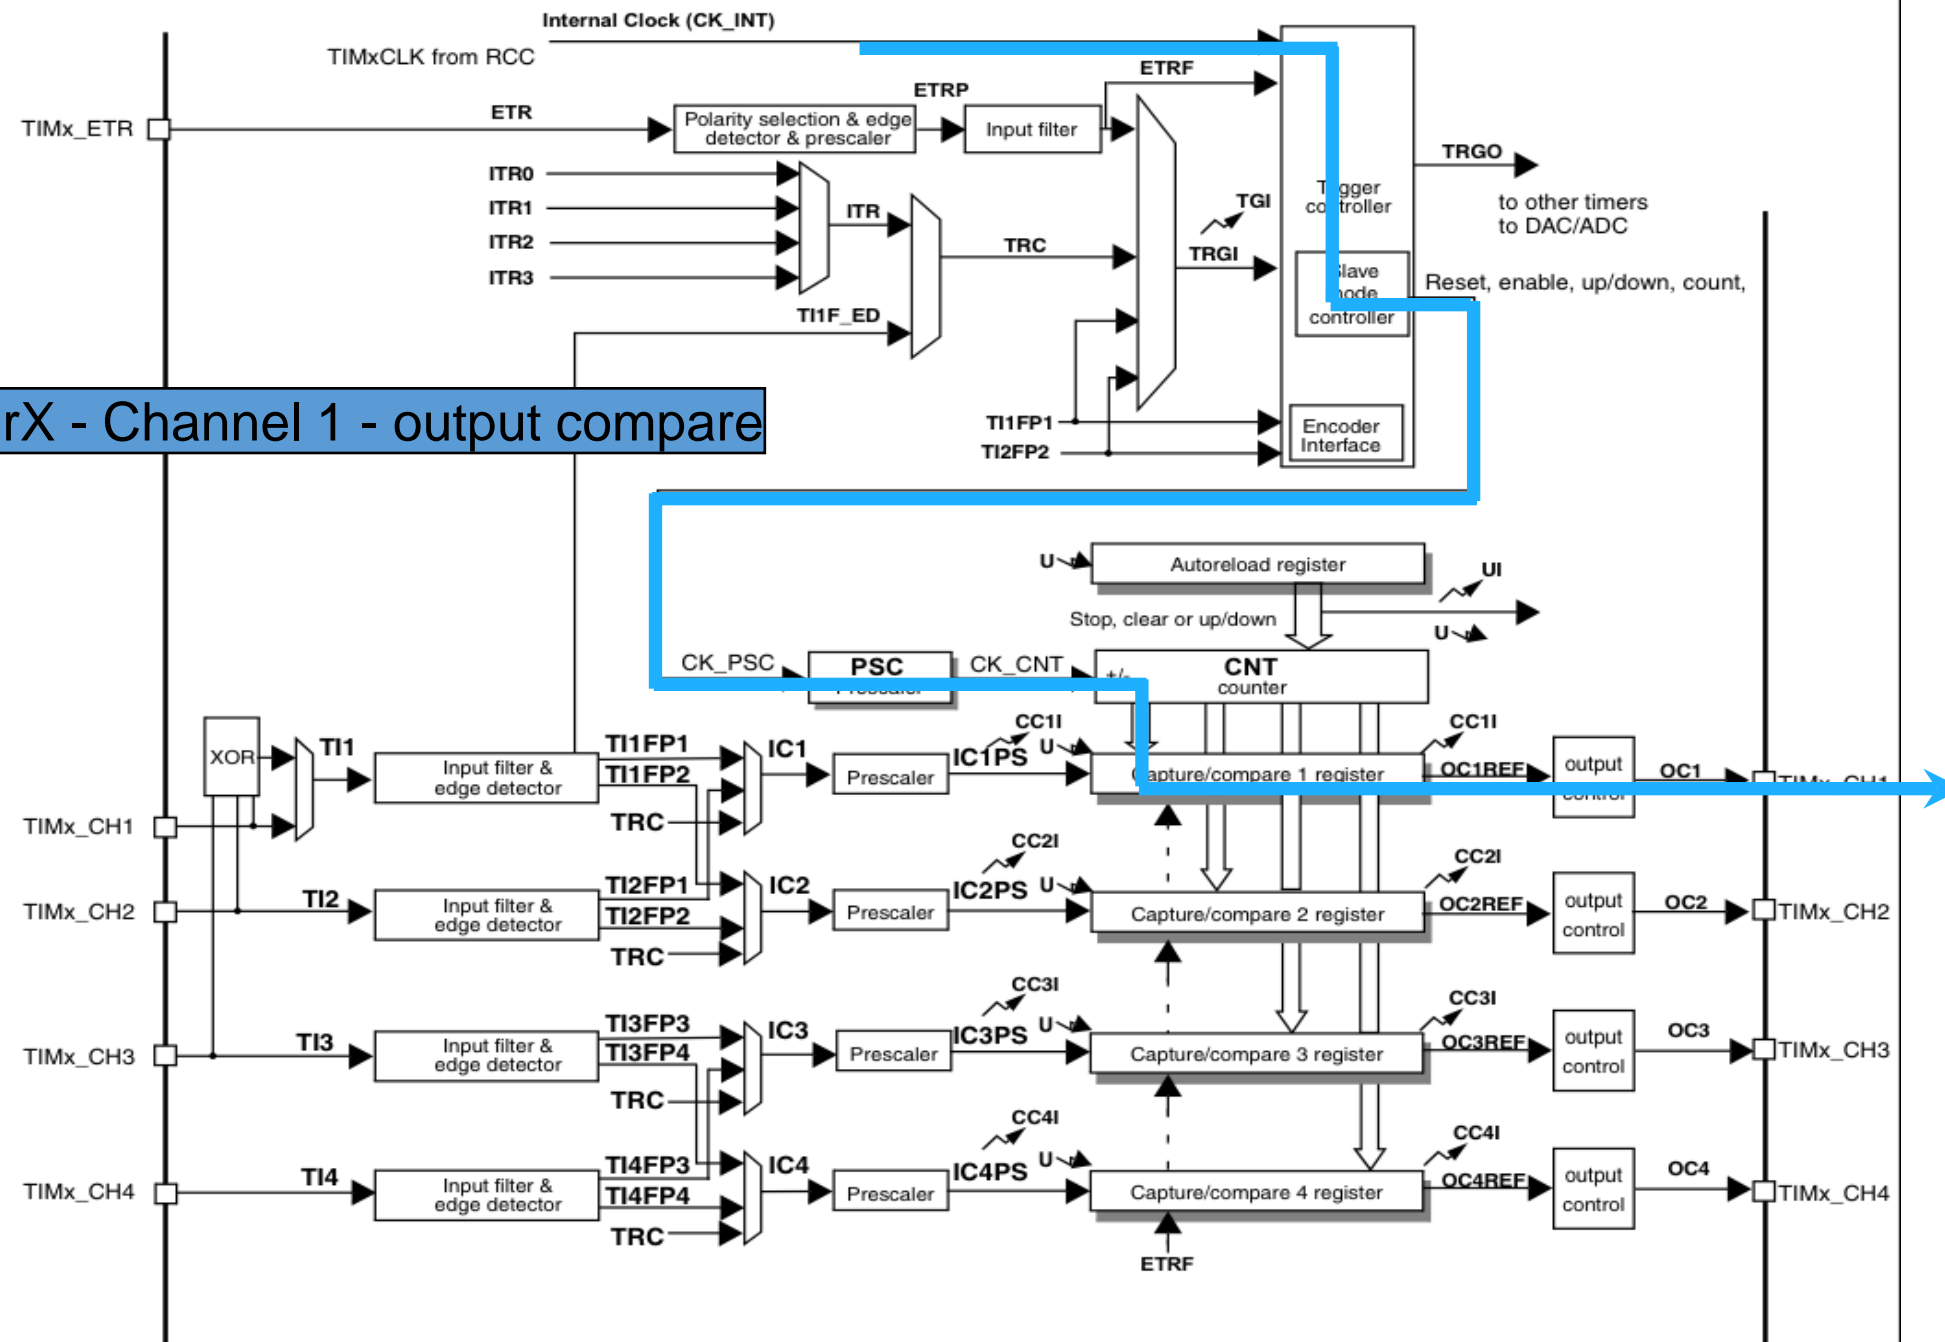 Internal Clock (CK_INT)
TIMxCLK from RCC
ETRF
ETRP
ETR
TIMx_ETR
Polarity selection & edge
detector & prescaler
Input filter
TRGO
ITR0
ITR1
ITR2
ITR3
ITR
TGI
TRC
TRGI
controller
to other timers
to DAC/ADC
controller
Reset, enable, up/down, count,
TI1F_ED
rX - Channel 1 - output compare
TI1FP1
TI2FP2
Encoder
Interface
U
Autoreload register
UI
Stop, clear or up/down
U
CK_PSC
PSC
CK_CNT
CNT
counter
XOR
TI1
Input filter &
edge detector
TI1FP1
TI1FP2
TRC
IC1
Prescaler
CC1I
IC1PS
U
Capture/compare 1 register
CC1I
OC1REF
output
control
OC1
TIMx_CH1
TIMx_CH1
TIMx_CH2
TI2
Input filter &
edge detector
TI2FP1
TI2FP2
TRC
IC2
Prescaler
CC2I
IC2PS
U
Capture/compare 2 register
CC2I
OC2REF
output
control
OC2
TIMx_CH2
TIMx_CH3
TI3
Input filter &
edge detector
TI3FP3
TI3FP4
TRC
IC3
Prescaler
CC3I
IC3PS
U
Capture/compare 3 register
CC3I
OC3REF
output
control
OC3
TIMx_CH3
TIMx_CH4
TI4
Input filter &
edge detector
TI4FP3
TI4FP4
TRC
IC4
Prescaler
CC4I
IC4PS
U
Capture/compare 4 register
CC4I
OC4REF
output
control
OC4
TIMx_CH4
ETRF